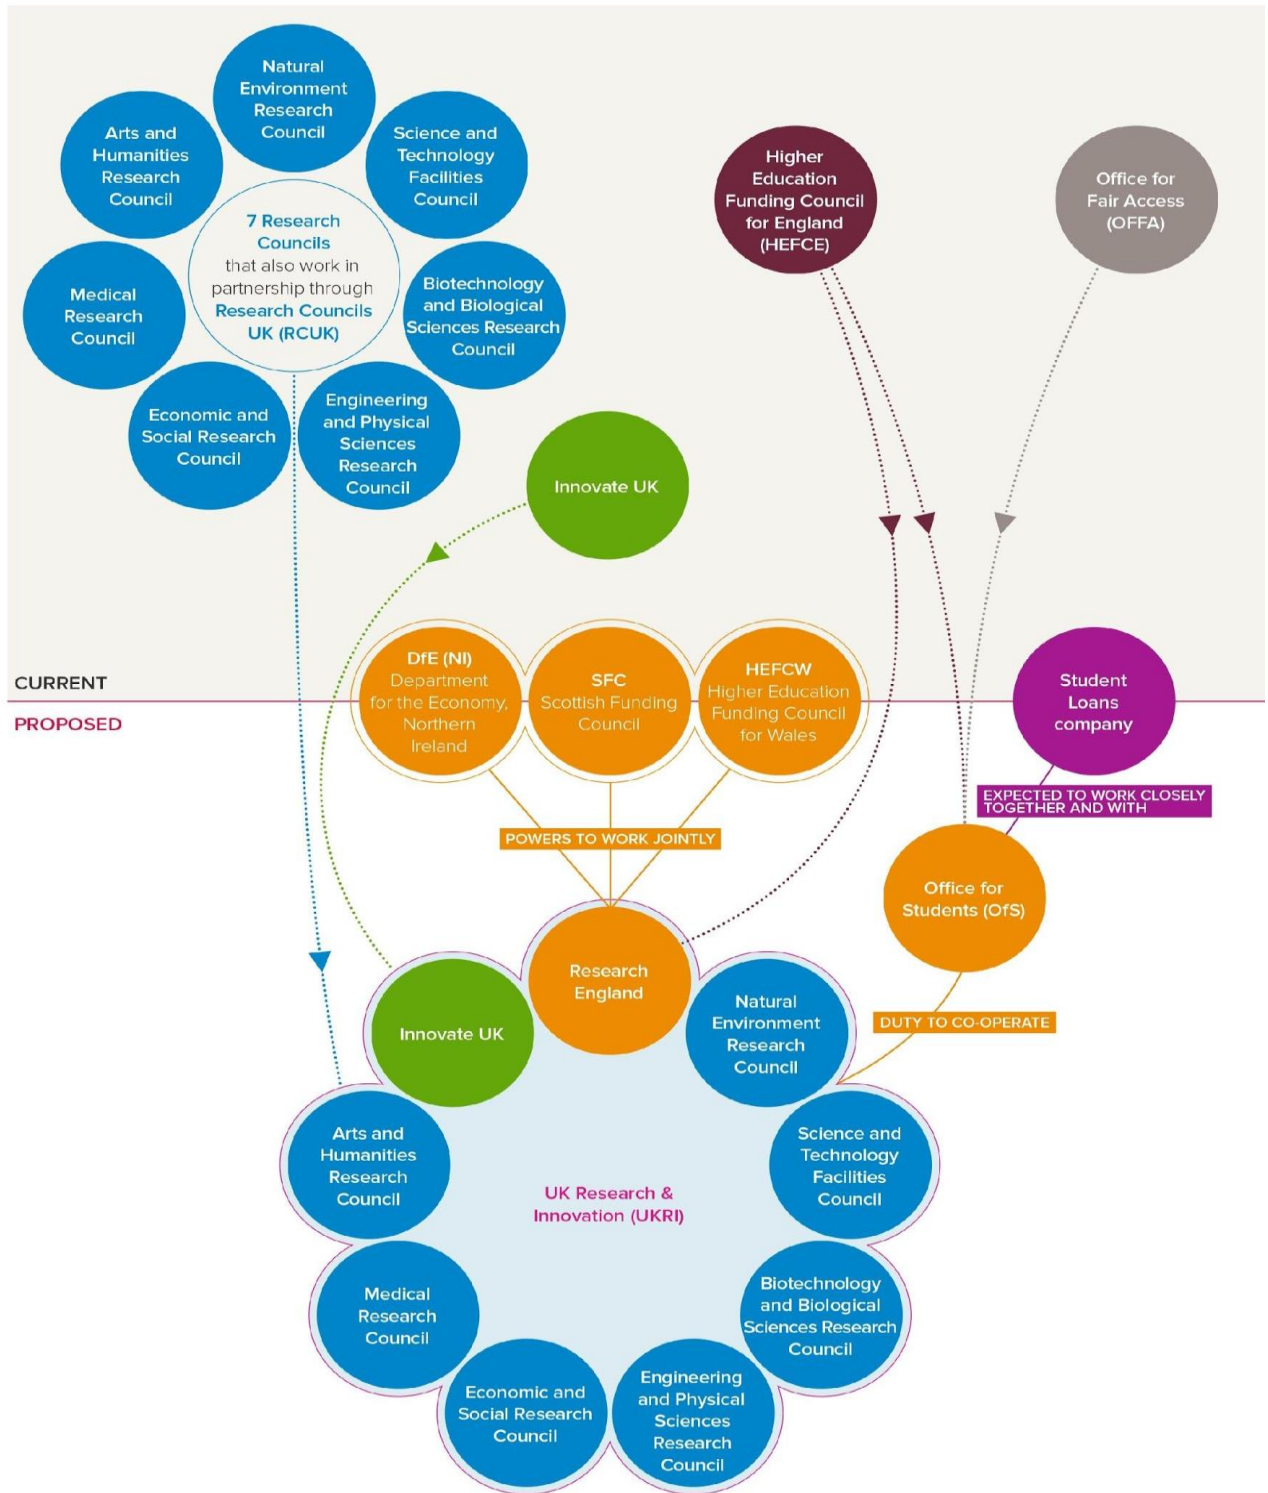 Natural
Environment
Research
Council
Arts and
Humanities
Research
Council
Science and
Technology
Facilities
Council
7 Research
Councils
that also work in
partnership through
Research Councils
UK (RCUK)
Medical
Research
Council
Biotechnology
and Biological
Sciences Research
Council
Economic and
Social Research
Council
Engineering
and Physical
Sciences
Research
Council
Higher
Education
Funding Council
for England
(HEFCE)
Office for
Fair Access
(OFFA)
Innovate UK
CURRENT
PROPOSED
DfE (NI)
Department
for the Economy,
Northern
Ireland
SFC
Scottish Funding
Council
HEFCW
Higher Education
Funding Council
for Wales
Student
Loans
company
EXPECTED TO WORK CLOSELY
TOGETHER AND WITH
POWERS TO WORK JOINTLY
Office for
Students (OfS)
DUTY TO CO-OPERATE
Research
England
Innovate UK
Natural
Environment
Research
Council
Arts and
Humanities
Research
Council
Science and
Technology
Facilities
Council
UK Research &
Innovation (UKRI)
Medical
Research
Council
Biotechnology
and Biological
Sciences Research
Council
Economic and
Social Research
Council
Engineering
and Physical
Sciences
Research
Council